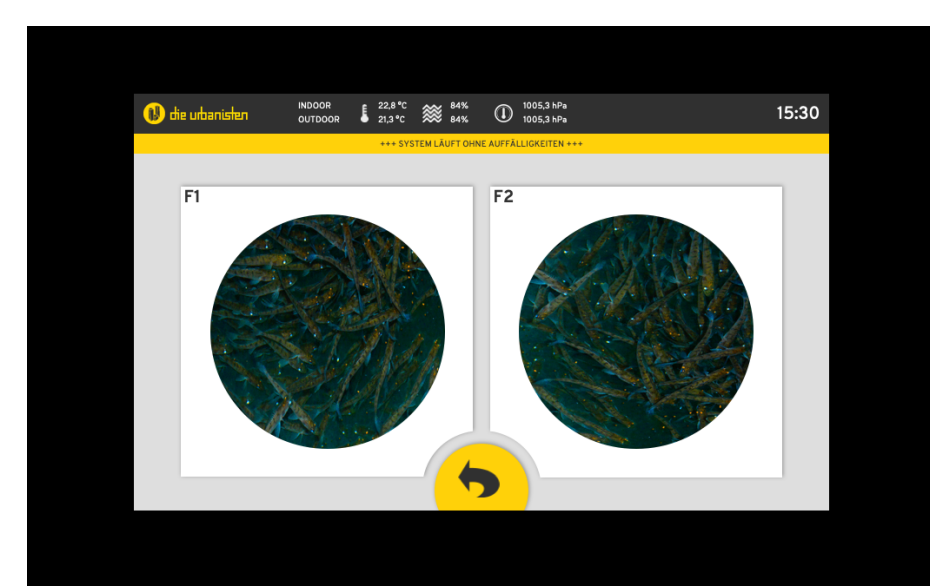 die urbanisten
INDOOR 22,8 °C 84% 1005,3 hPa
OUTDOOR 21,3 °C 84% 1005,3 hPa
15:30
+++ SYSTEM LÄUFT OHNE AUFFÄLLIGKEITEN +++
F1
F2